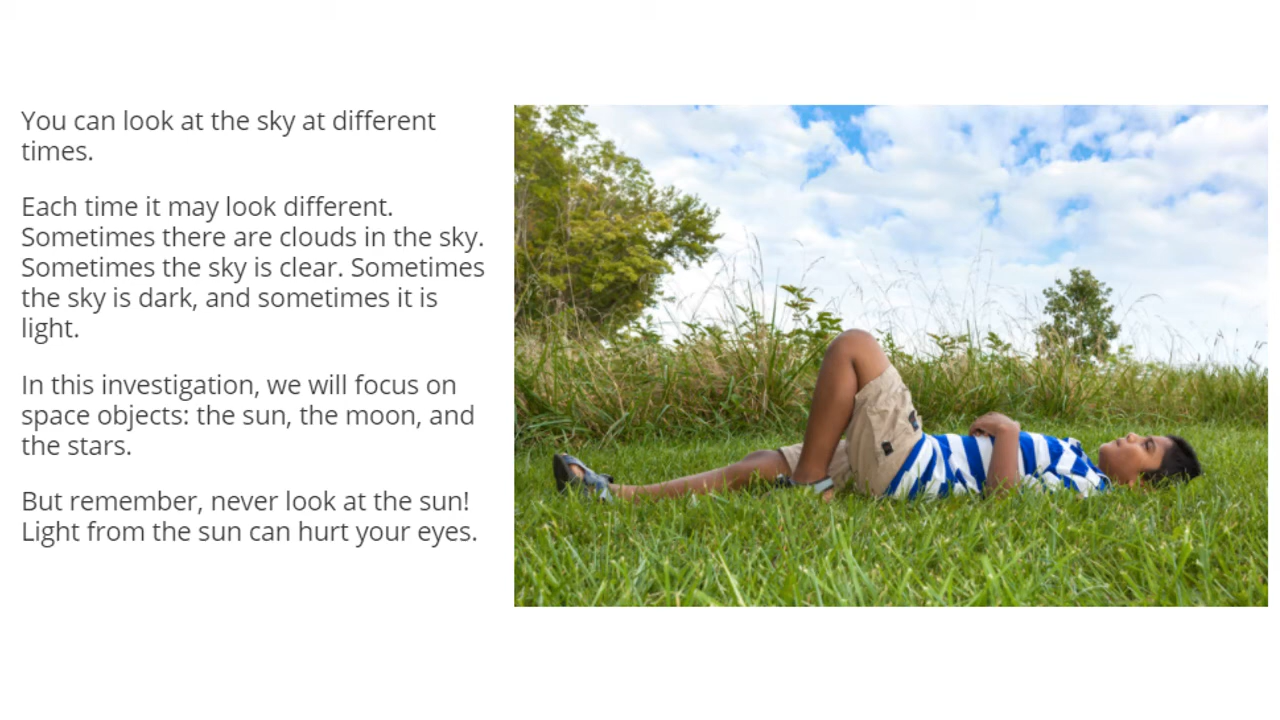 You can look at the sky at different
times.
Each time it may look different.
Sometimes there are clouds in the sky.
Sometimes the sky is clear. Sometimes
the sky is dark, and sometimes it is
light.
In this investigation, we will focus on
space objects: the sun, the moon, and
the stars.
But remember, never look at the sun!
Light from the sun can hurt your eyes.